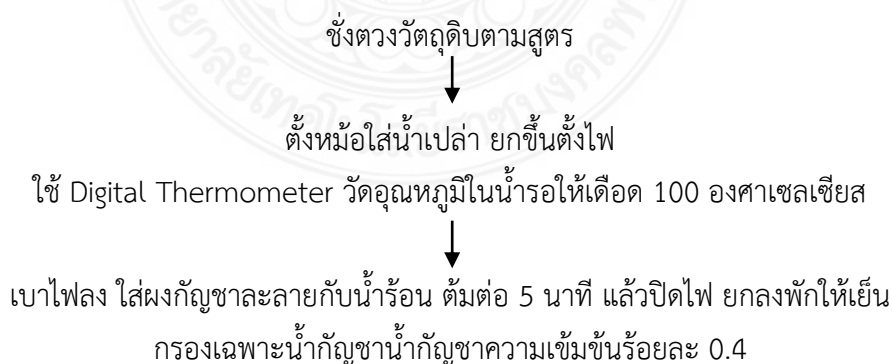 ชั่งตวงวัตถุดิบตามสูตร
ตั้งหม้อใส่น้ำเปล่า ยกขึ้นตั้งไฟ
ใช้ Digital Thermometer วัดอุณหภูมิในน้ำรอให้เดือด 100 องศาเซลเซียส
เบาไฟลง ใส่ผงกัญชาละลายกับน้ำร้อน ต้มต่อ 5 นาที แล้วปิดไฟ ยกลงพักให้เย็น
กรองเฉพาะน้ำกัญชาน้ำกัญชาความเข้มข้นร้อยละ 0.4